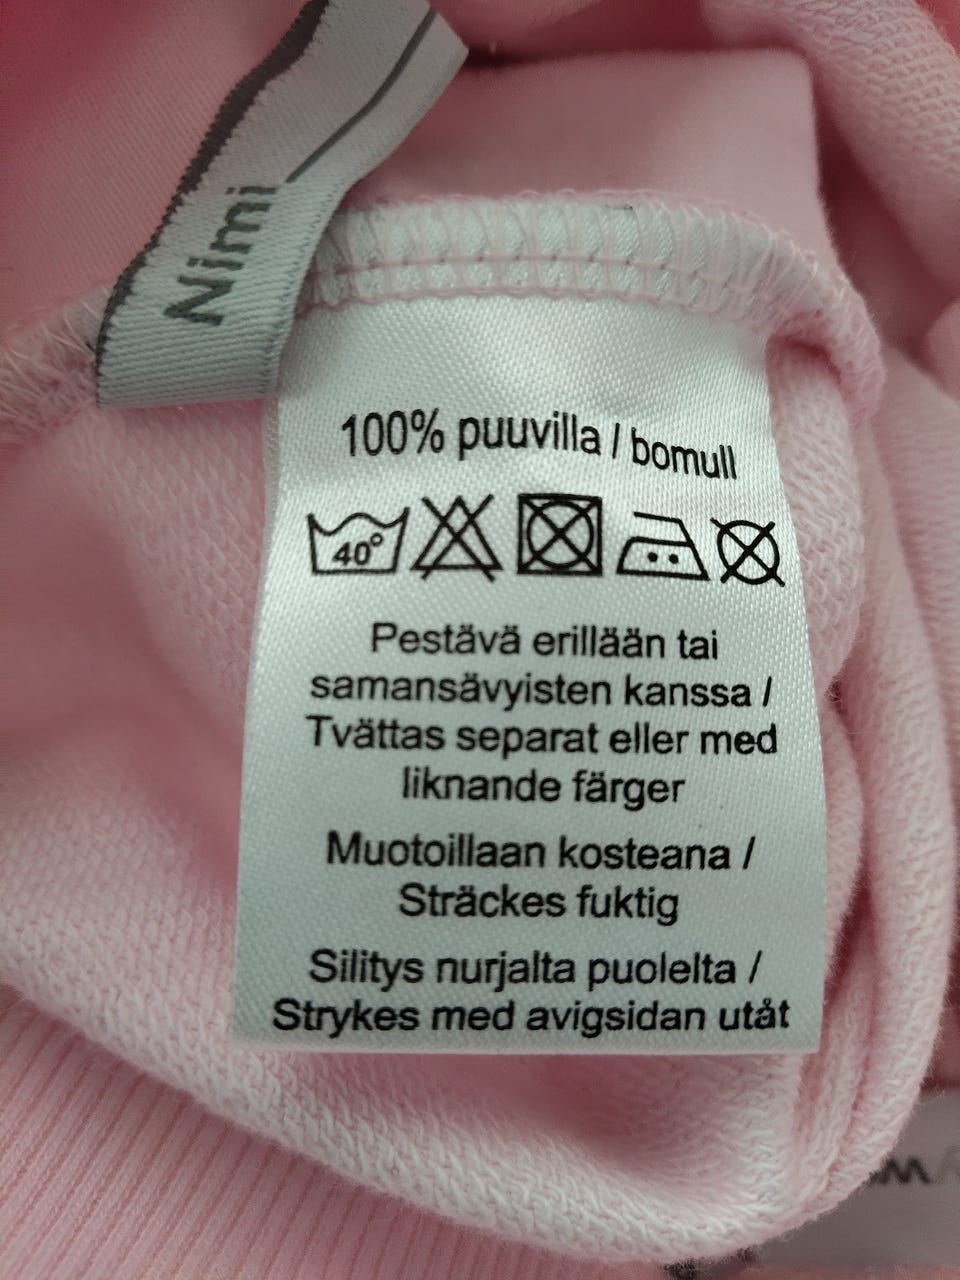 Nimi
100% puuvilla / bomull
40°
Pestävä erillään tai
samansävyisten kanssa /
Tvättas separat eller med
liknande färger
Muotoillaan kosteana /
Sträckes fuktig
Silitys nurjalta puolelta /
Strykes med avigsidan utåt